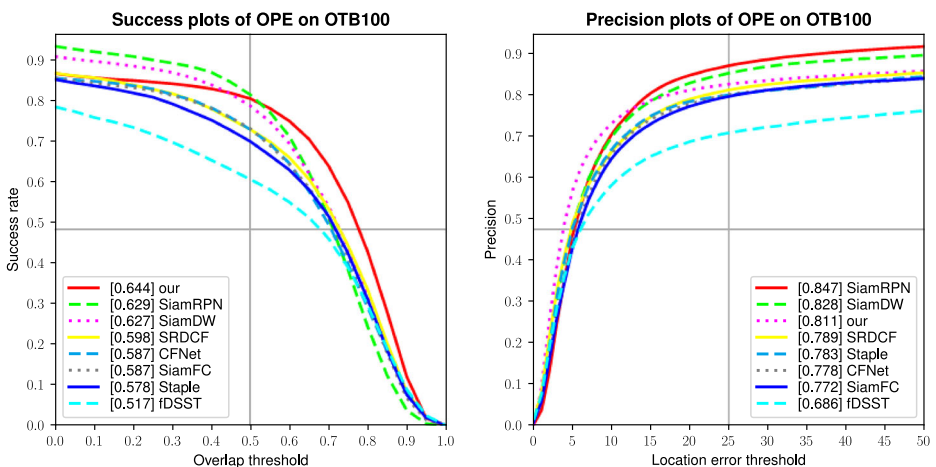 Success plots of OPE on OTB100
Success rate
0.9
0.8
0.7
0.6
0.5
0.4
0.3
0.2
0.1
0.0
0.0 0.1 0.2 0.3 0.4 0.5 0.6 0.7 0.8 0.9 1.0
Overlap threshold
[0.644] our
[0.629] SiamRPN
[0.627] SiamDW
[0.598] SRDCF
[0.587] CFNet
[0.587] SiamFC
[0.578] Staple
[0.517] fDSST
Precision plots of OPE on OTB100
Precision
0.9
0.8
0.7
0.6
0.5
0.4
0.3
0.2
0.1
0.0
0 5 10 15 20 25 30 35 40 45 50
Location error threshold
[0.847] SiamRPN
[0.828] SiamDW
[0.811] our
[0.789] SRDCF
[0.783] Staple
[0.778] CFNet
[0.772] SiamFC
[0.686] fDSST